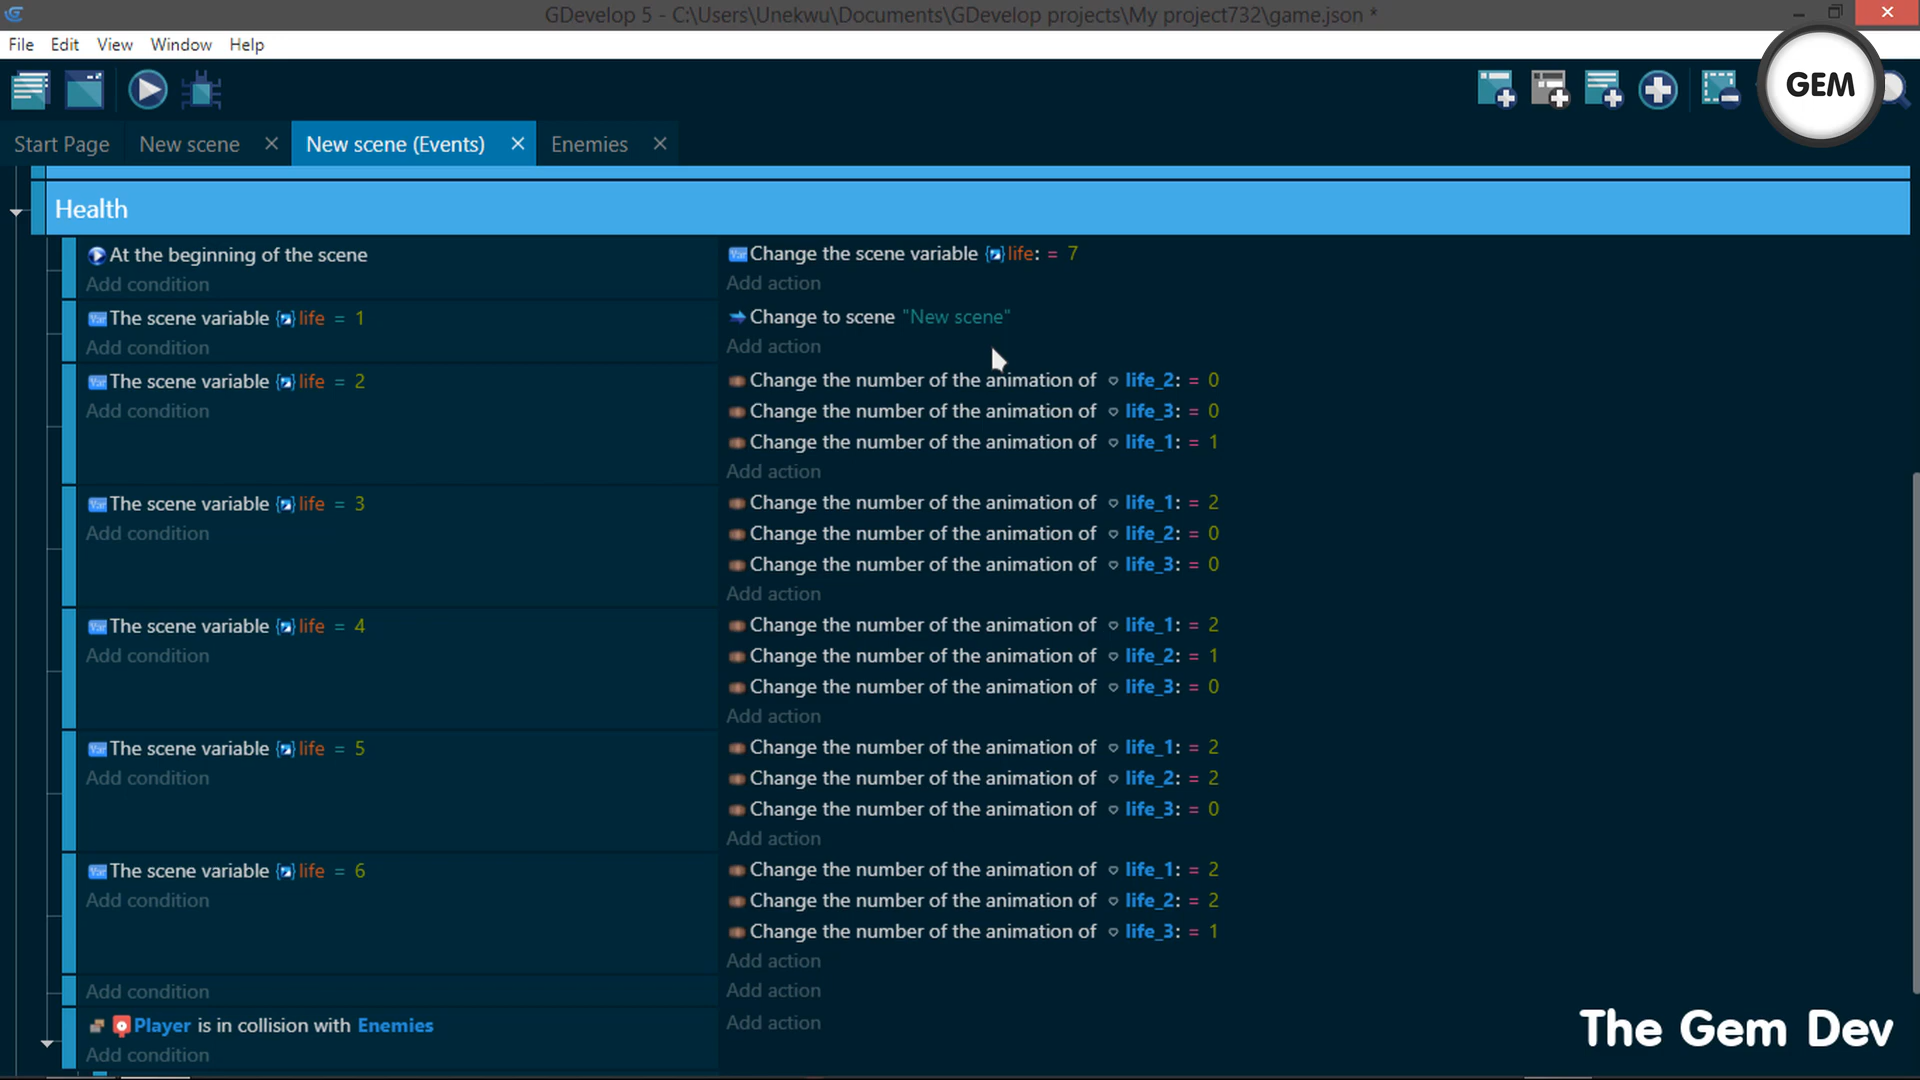 GDevelop 5 - C:\Users\Unekwu\Documents\GDevelop projects\My project732\game.json *
File Edit View Window Help
GEM
Start Page New scene New scene (Events) Enemies
Health
At the beginning of the scene
Change the scene variable life: = 7
Add condition
Add action
The scene variable life = 1
Change to scene "New scene"
Add condition
Add action
The scene variable life = 2
Change the number of the animation of life_2: = 0
Add condition
Change the number of the animation of life_3: = 0
Change the number of the animation of life_1: = 1
Add action
The scene variable life = 3
Change the number of the animation of life_1: = 2
Add condition
Change the number of the animation of life_2: = 0
Change the number of the animation of life_3: = 0
Add action
The scene variable life = 4
Change the number of the animation of life_1: = 2
Add condition
Change the number of the animation of life_2: = 1
Change the number of the animation of life_3: = 0
Add action
The scene variable life = 5
Change the number of the animation of life_1: = 2
Add condition
Change the number of the animation of life_2: = 2
Change the number of the animation of life_3: = 0
Add action
The scene variable life = 6
Change the number of the animation of life_1: = 2
Add condition
Change the number of the animation of life_2: = 2
Change the number of the animation of life_3: = 1
Add action
Add condition
Add action
Player is in collision with Enemies
Add action
Add condition
The Gem Dev